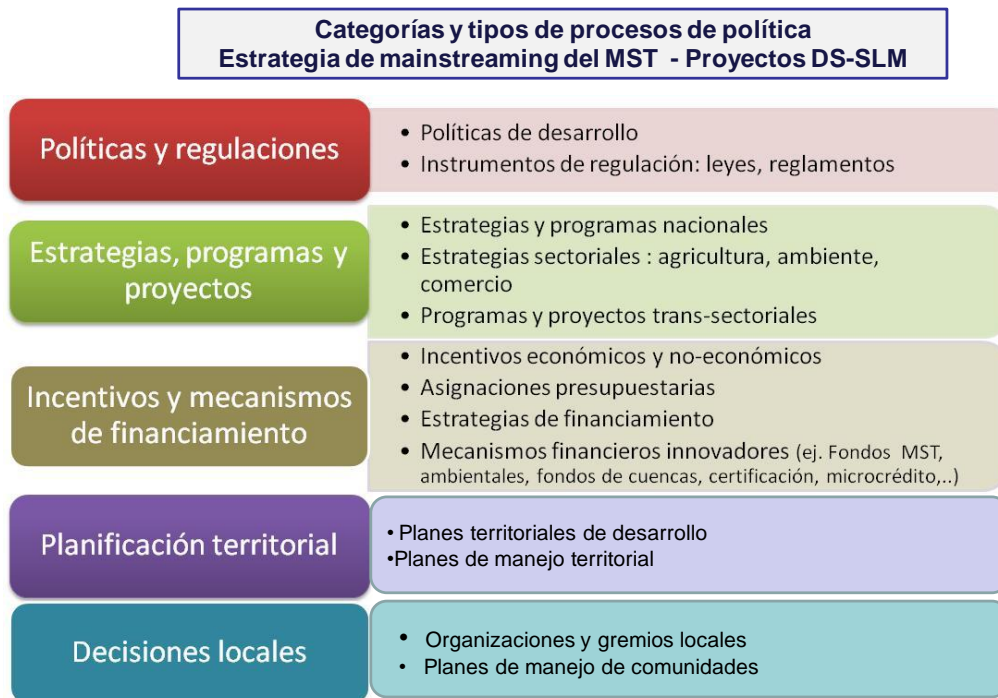 Categorías y tipos de procesos de política
Estrategia de mainstreaming del MST - Proyectos DS-SLM
Políticas y regulaciones
• Políticas de desarrollo
• Instrumentos de regulación: leyes, reglamentos
Estrategias, programas y
proyectos
• Estrategias y programas nacionales
• Estrategias sectoriales : agricultura, ambiente,
comercio
• Programas y proyectos trans-sectoriales
Incentivos y mecanismos
de financiamiento
• Incentivos económicos y no-económicos
• Asignaciones presupuestarias
• Estrategias de financiamiento
• Mecanismos financieros innovadores (ej. Fondos MST,
ambientales, fondos de cuencas, certificación, microcrédito,..)
Planificación territorial
• Planes territoriales de desarrollo
•Planes de manejo territorial
Decisiones locales
• Organizaciones y gremios locales
• Planes de manejo de comunidades